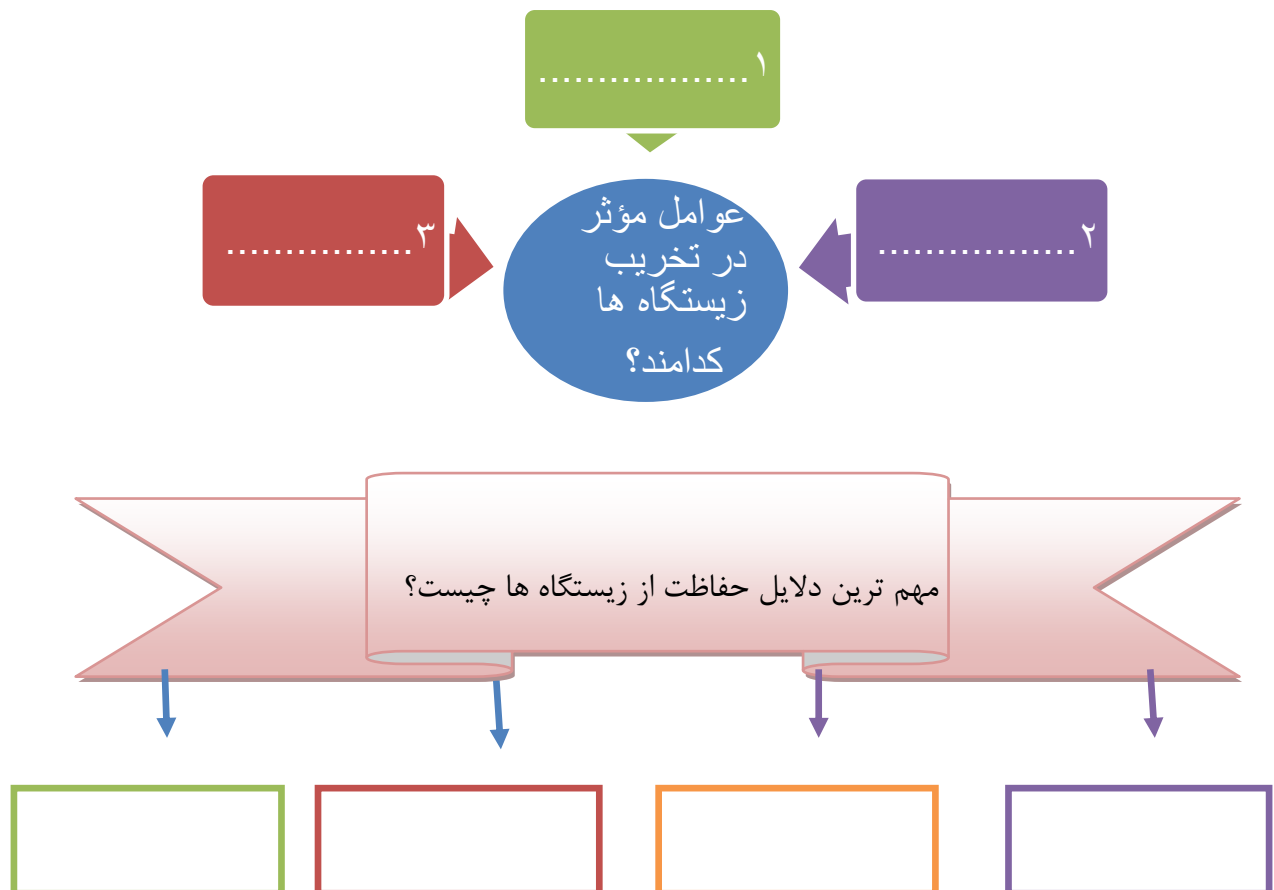 ۱..................
۲.................
۳................
عوامل مؤثر
در تخریب
زیستگاه ها
کدامند؟
مهم ترین دلایل حفاظت از زیستگاه ها چیست؟